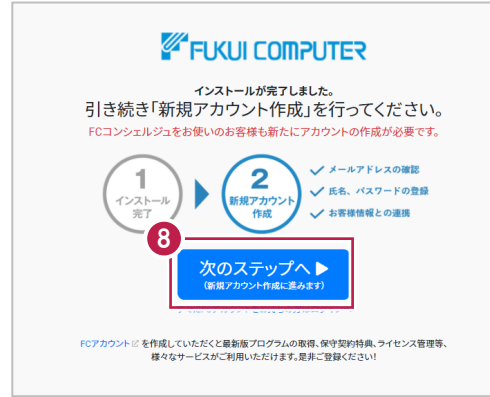 FUKUI COMPUTER
インストールが完了しました。
引き続き「新規アカウント作成」を行ってください。
FCコンシェルジュをお使いのお客様も新たにアカウントの作成が必要です。
1
インストール
完了
2
新規アカウント
作成
メールアドレスの確認
氏名、パスワードの登録
お客様情報との連携
8
次のステップへ▶
(新規アカウント作成に進みます)
FCアカウント を作成していただくと最新版プログラムの取得、保守契約特典、ライセンス管理等、
様々なサービスがご利用いただけます。是非ご登録ください!